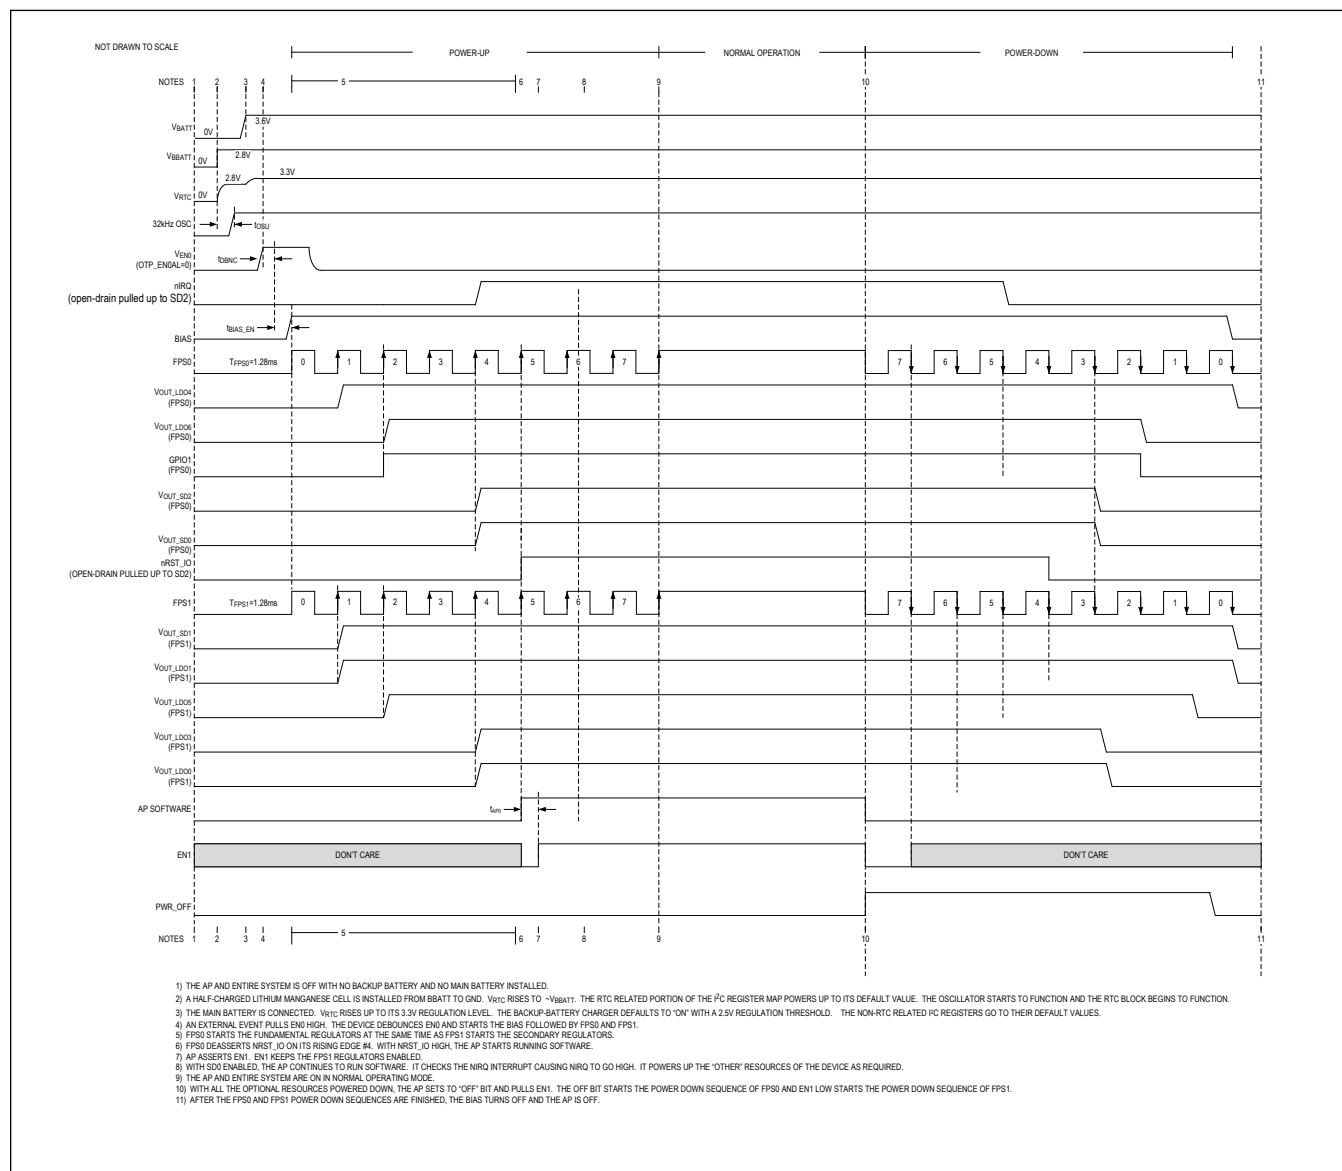 NOT DRAWN TO SCALE
POWER-UP NORMAL OPERATION POWER-DOWN
NOTES 1 2 3 4 5 6 7 8 9 10 11
VBATT 0V 3.6V
VBBATT 0V 2.8V
VRTC 0V 2.8V 3.3V
32kHz OSC tOSU
VEN0
(OTP_EN0AL=0) tDBNC
nIRQ
(open-drain pulled up to SD2)
BIAS tBIAS_EN
FPS0 TFPS0=1.28ms 0 1 2 3 4 5 6 7 7 6 5 4 3 2 1 0
VOUT_LDO4
(FPS0)
VOUT_LDO6
(FPS0)
GPIO1
(FPS0)
VOUT_SD2
(FPS0)
VOUT_SD0
(FPS0)
nRST_IO
(OPEN-DRAIN PULLED UP TO SD2)
FPS1 TFPS1=1.28ms 0 1 2 3 4 5 6 7 7 6 5 4 3 2 1 0
VOUT_SD1
(FPS1)
VOUT_LDO1
(FPS1)
VOUT_LDO5
(FPS1)
VOUT_LDO3
(FPS1)
VOUT_LDO0
(FPS1)
AP SOFTWARE tAP0
EN1 DON'T CARE DON'T CARE
PWR_OFF
NOTES 1 2 3 4 5 6 7 8 9 10 11
1) THE AP AND ENTIRE SYSTEM IS OFF WITH NO BACKUP BATTERY AND NO MAIN BATTERY INSTALLED.
2) A HALF-CHARGED LITHIUM MANGANESE CELL IS INSTALLED FROM BBATT TO GND. VRTC RISES TO ~VBBATT. THE RTC RELATED PORTION OF THE I²C REGISTER MAP POWERS UP TO ITS DEFAULT VALUE. THE OSCILLATOR STARTS TO FUNCTION AND THE RTC BLOCK BEGINS TO FUNCTION.
3) THE MAIN BATTERY IS CONNECTED. VRTC RISES UP TO ITS 3.3V REGULATION LEVEL. THE BACKUP-BATTERY CHARGER DEFAULTS TO "ON" WITH A 2.5V REGULATION THRESHOLD. THE NON-RTC RELATED I²C REGISTERS GO TO THEIR DEFAULT VALUES.
4) AN EXTERNAL EVENT PULLS EN0 HIGH. THE DEVICE DEBOUNCES EN0 AND STARTS THE BIAS FOLLOWED BY FPS0 AND FPS1.
5) FPS0 STARTS THE FUNDAMENTAL REGULATORS AT THE SAME TIME AS FPS1 STARTS THE SECONDARY REGULATORS.
6) FPS0 DEASSERTS NRST_IO ON ITS RISING EDGE #4. WITH NRST_IO HIGH, THE AP STARTS RUNNING SOFTWARE.
7) AP ASSERTS EN1. EN1 KEEPS THE FPS1 REGULATORS ENABLED.
8) WITH SD0 ENABLED, THE AP CONTINUES TO RUN SOFTWARE. IT CHECKS THE NIRQ INTERRUPT CAUSING NIRQ TO GO HIGH. IT POWERS UP THE "OTHER" RESOURCES OF THE DEVICE AS REQUIRED.
9) THE AP AND ENTIRE SYSTEM ARE ON IN NORMAL OPERATING MODE.
10) WITH ALL THE OPTIONAL RESOURCES POWERED DOWN, THE AP SETS TO "OFF" BIT AND PULLS EN1. THE OFF BIT STARTS THE POWER DOWN SEQUENCE OF FPS0 AND EN1 LOW STARTS THE POWER DOWN SEQUENCE OF FPS1.
11) AFTER THE FPS0 AND FPS1 POWER DOWN SEQUENCES ARE FINISHED, THE BIAS TURNS OFF AND THE AP IS OFF.